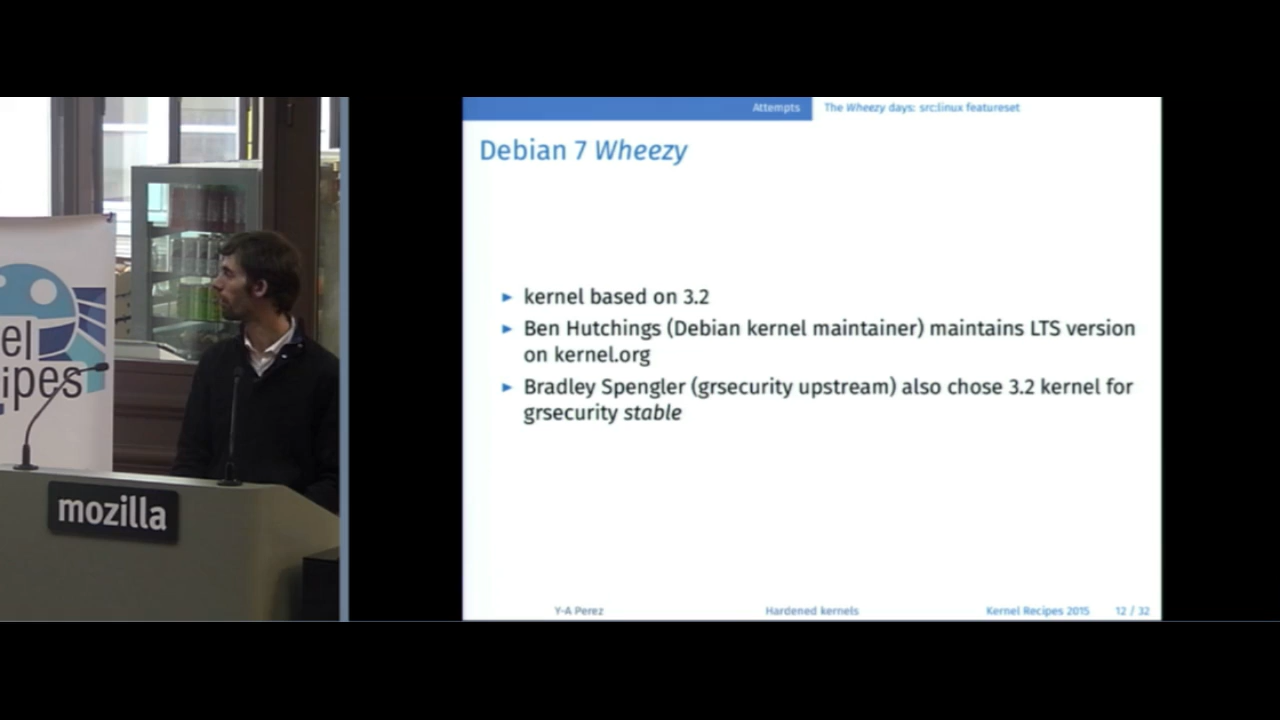 el
ipes
mozilla
Attempts
The Wheezy days: src:linux featureset
Debian 7 Wheezy
► kernel based on 3.2
► Ben Hutchings (Debian kernel maintainer) maintains LTS version
on kernel.org
► Bradley Spengler (grsecurity upstream) also chose 3.2 kernel for
grsecurity stable
Y-A Perez
Hardened kernels
Kernel Recipes 2015
12 / 32